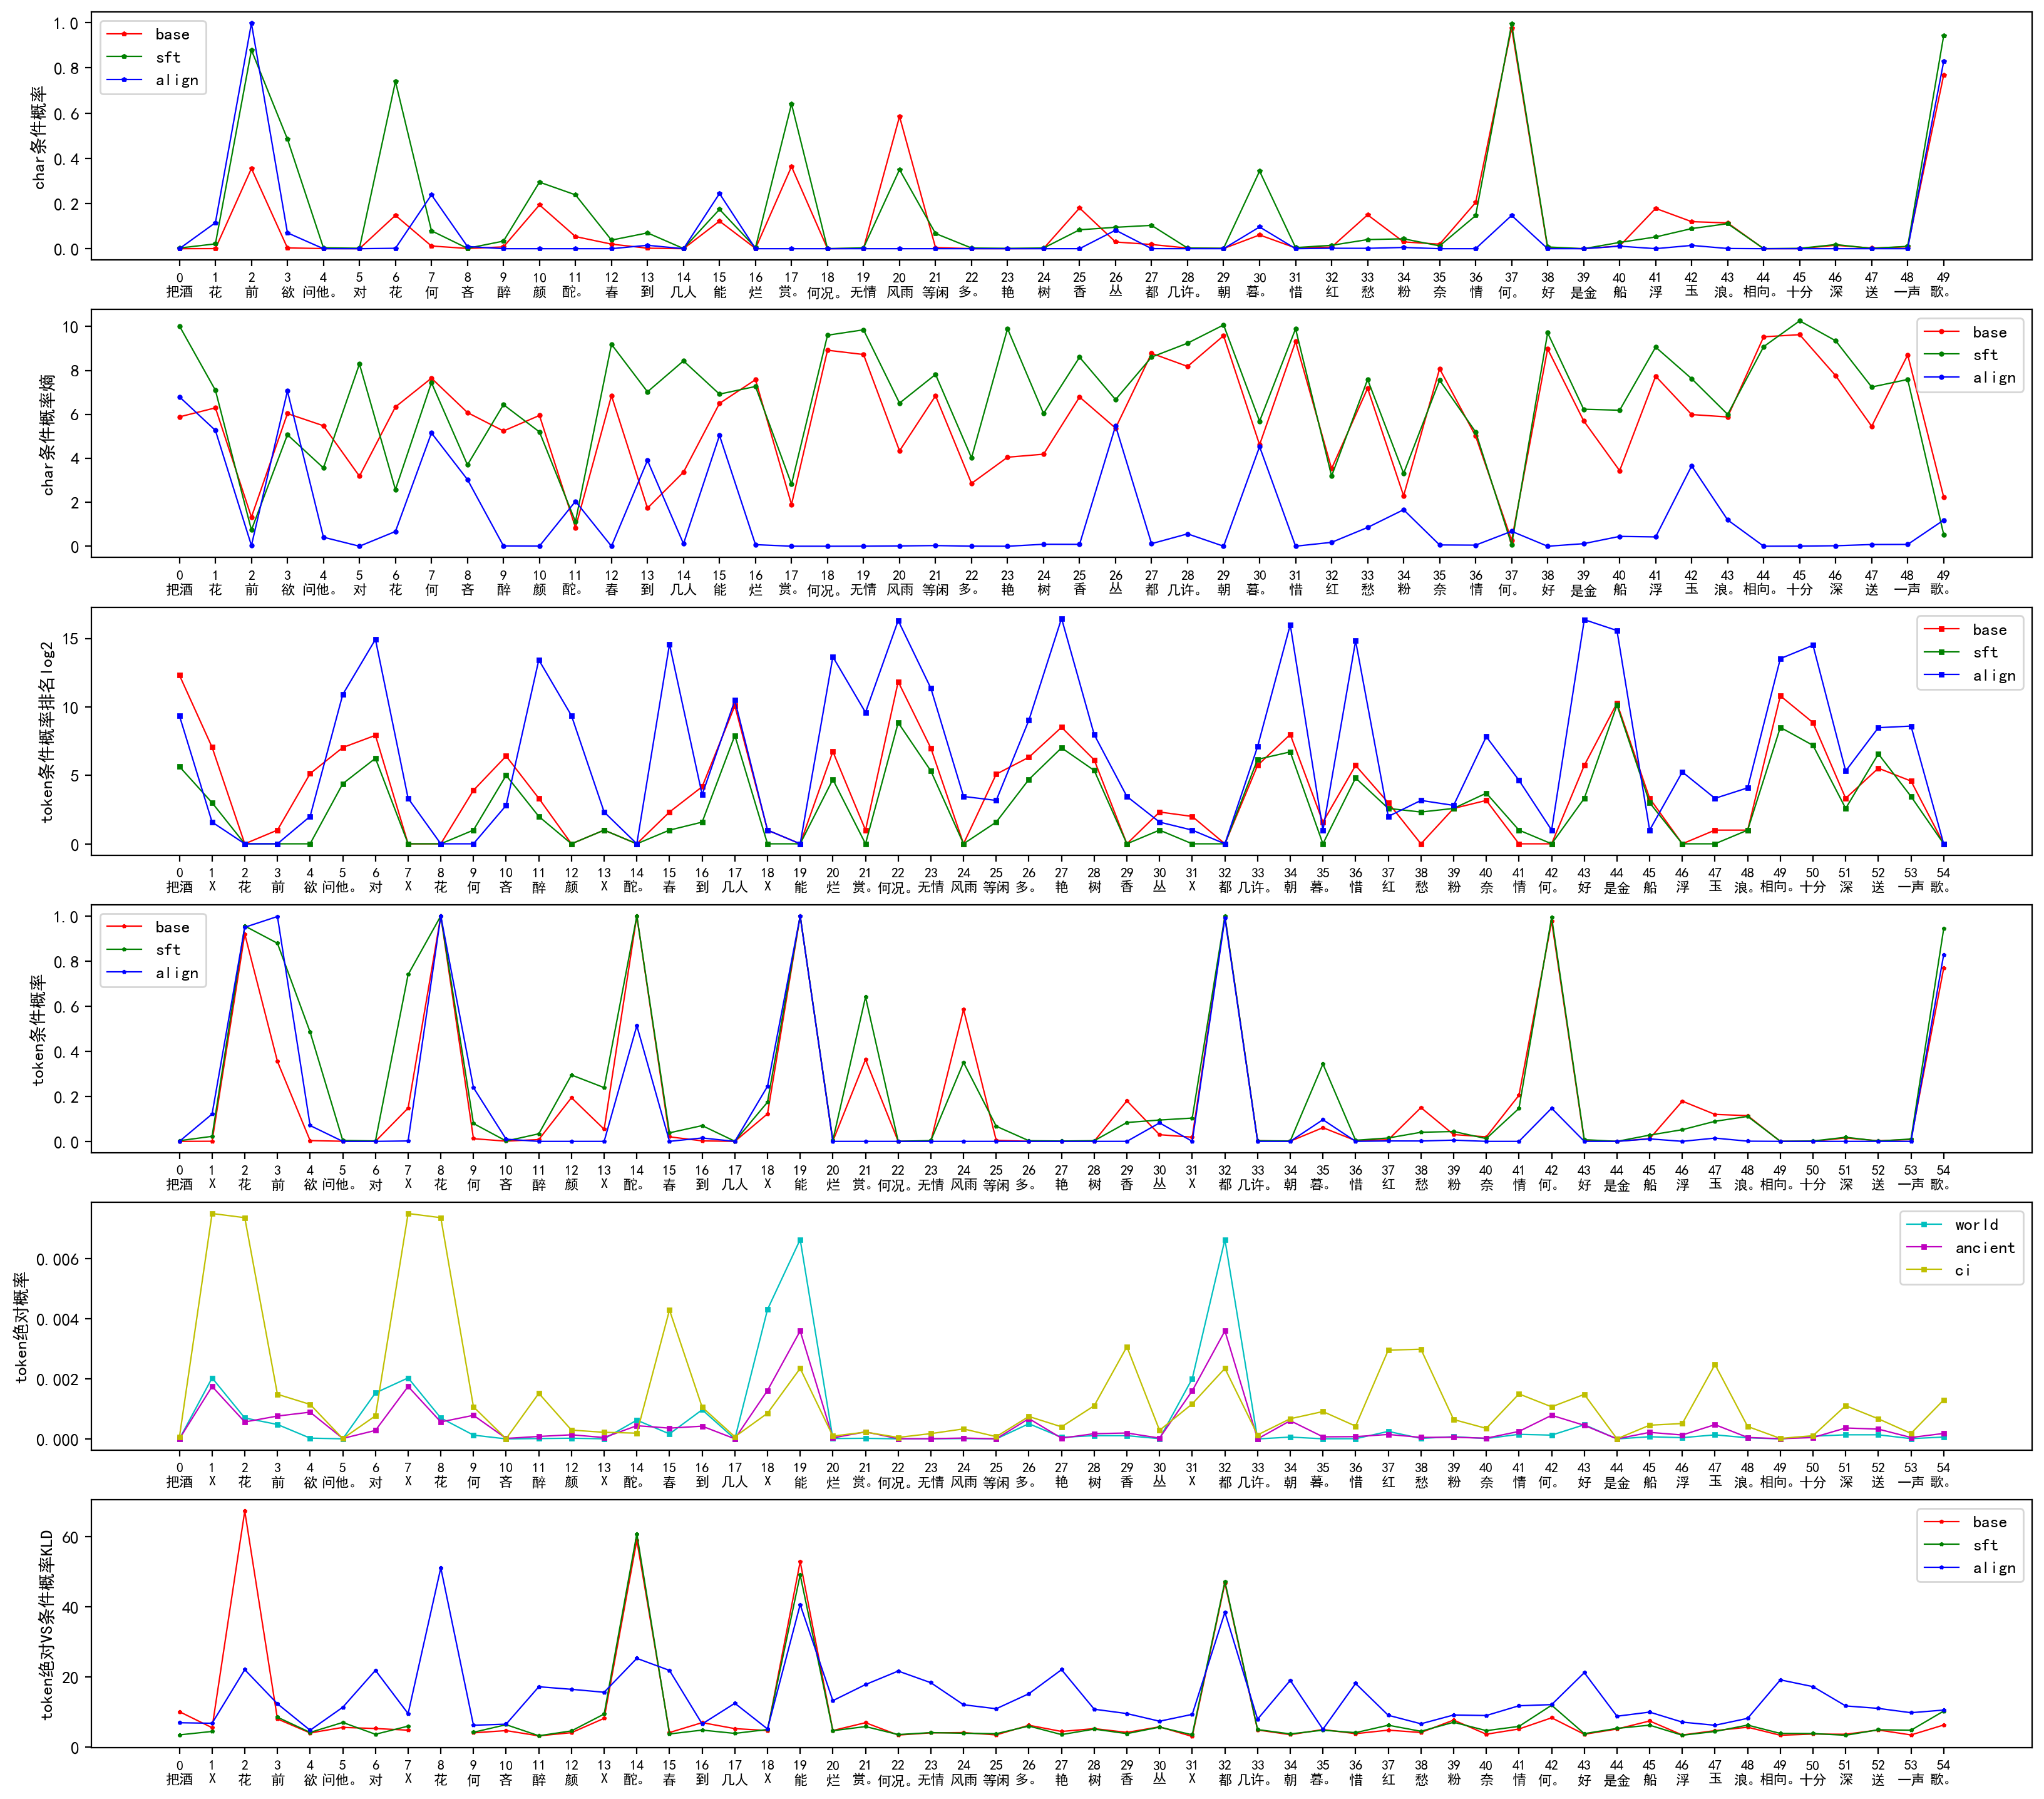 char条件概率
1.0
0.8
0.6
0.4
0.2
0.0
base
sft
align
0 1 2 3 4 5 6 7 8 9 10 11 12 13 14 15 16 17 18 19 20 21 22 23 24 25 26 27 28 29 30 31 32 33 34 35 36 37 38 39 40 41 42 43 44 45 46 47 48 49
把酒 花 前 欲 问他。 对 花 何 吝 醉 颜 酡。 春 到 几人 能 烂 赏。 何况。 无情 风雨 等闲 多。 艳 树 香 丛 都 几许。 朝 暮。 惜 红 愁 粉 奈 情 何。 好 是金 船 浮 玉 浪。 相向。 十分 深 送 一声 歌。
char条件概率熵
10
8
6
4
2
0
base
sft
align
0 1 2 3 4 5 6 7 8 9 10 11 12 13 14 15 16 17 18 19 20 21 22 23 24 25 26 27 28 29 30 31 32 33 34 35 36 37 38 39 40 41 42 43 44 45 46 47 48 49
把酒 花 前 欲 问他。 对 花 何 吝 醉 颜 酡。 春 到 几人 能 烂 赏。 何况。 无情 风雨 等闲 多。 艳 树 香 丛 都 几许。 朝 暮。 惜 红 愁 粉 奈 情 何。 好 是金 船 浮 玉 浪。 相向。 十分 深 送 一声 歌。
token条件概率排名log2
15
10
5
0
base
sft
align
0 1 2 3 4 5 6 7 8 9 10 11 12 13 14 15 16 17 18 19 20 21 22 23 24 25 26 27 28 29 30 31 32 33 34 35 36 37 38 39 40 41 42 43 44 45 46 47 48 49 50 51 52 53 54
把酒 X 花 前 欲 问他。 对 X 花 何 吝 醉 颜 X 酡。 春 到 几人 X 能 烂 赏。 何况。 无情 风雨 等闲 多。 艳 树 香 丛 X 都 几许。 朝 暮。 惜 红 愁 粉 奈 情 何。 好 是金 船 浮 玉 浪。 相向。 十分 深 送 一声 歌。
token条件概率
1.0
0.8
0.6
0.4
0.2
0.0
base
sft
align
0 1 2 3 4 5 6 7 8 9 10 11 12 13 14 15 16 17 18 19 20 21 22 23 24 25 26 27 28 29 30 31 32 33 34 35 36 37 38 39 40 41 42 43 44 45 46 47 48 49 50 51 52 53 54
把酒 X 花 前 欲 问他。 对 X 花 何 吝 醉 颜 X 酡。 春 到 几人 X 能 烂 赏。 何况。 无情 风雨 等闲 多。 艳 树 香 丛 X 都 几许。 朝 暮。 惜 红 愁 粉 奈 情 何。 好 是金 船 浮 玉 浪。 相向。 十分 深 送 一声 歌。
token绝对概率
0.006
0.004
0.002
0.000
world
ancient
ci
0 1 2 3 4 5 6 7 8 9 10 11 12 13 14 15 16 17 18 19 20 21 22 23 24 25 26 27 28 29 30 31 32 33 34 35 36 37 38 39 40 41 42 43 44 45 46 47 48 49 50 51 52 53 54
把酒 X 花 前 欲 问他。 对 X 花 何 吝 醉 颜 X 酡。 春 到 几人 X 能 烂 赏。 何况。 无情 风雨 等闲 多。 艳 树 香 丛 X 都 几许。 朝 暮。 惜 红 愁 粉 奈 情 何。 好 是金 船 浮 玉 浪。 相向。 十分 深 送 一声 歌。
token绝对VS条件概率KLD
60
40
20
0
base
sft
align
0 1 2 3 4 5 6 7 8 9 10 11 12 13 14 15 16 17 18 19 20 21 22 23 24 25 26 27 28 29 30 31 32 33 34 35 36 37 38 39 40 41 42 43 44 45 46 47 48 49 50 51 52 53 54
把酒 X 花 前 欲 问他。 对 X 花 何 吝 醉 颜 X 酡。 春 到 几人 X 能 烂 赏。 何况。 无情 风雨 等闲 多。 艳 树 香 丛 X 都 几许。 朝 暮。 惜 红 愁 粉 奈 情 何。 好 是金 船 浮 玉 浪。 相向。 十分 深 送 一声 歌。